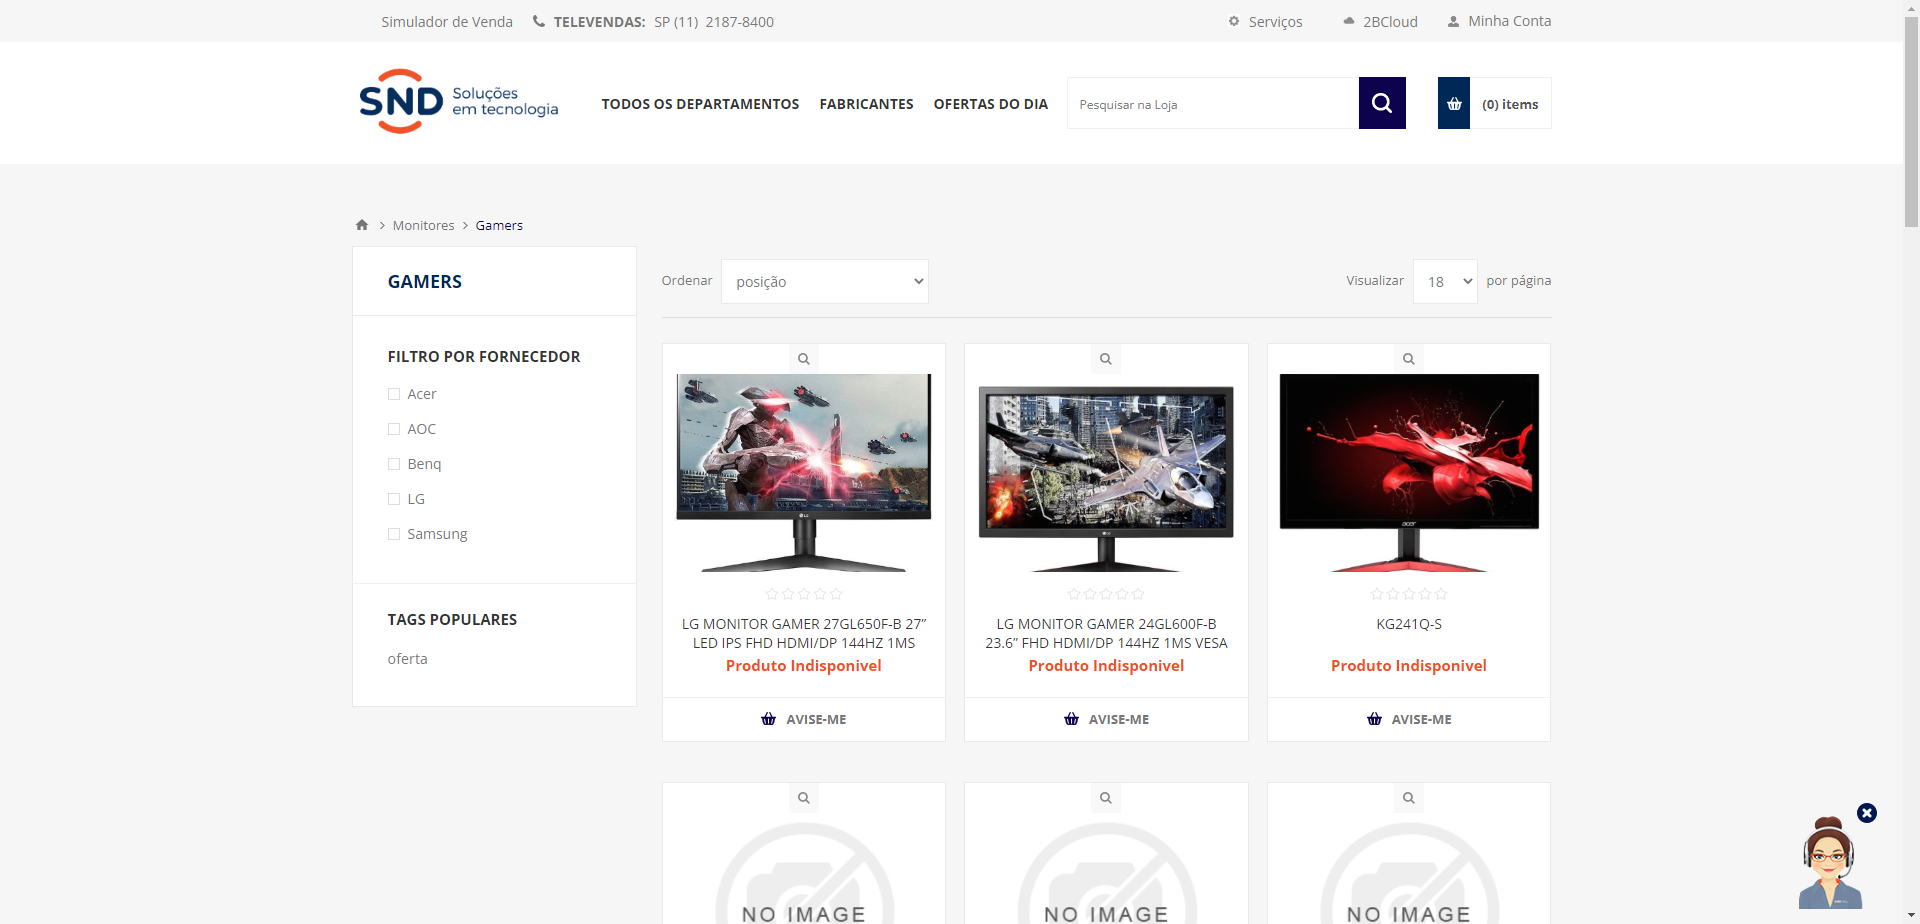 Simulador de Venda TELEVENDAS: SP (11) 2187-8400 Serviços 2BCloud Minha Conta
SND Soluções
em tecnologia
TODOS OS DEPARTAMENTOS FABRICANTES OFERTAS DO DIA Pesquisar na Loja (0) items
Monitores Gamers
GAMERS
FILTRO POR FORNECEDOR
Acer
AOC
Benq
LG
Samsung
TAGS POPULARES
oferta
Ordenar posição Visualizar 18 por página
LG MONITOR GAMER 27GL650F-B 27”
LED IPS FHD HDMI/DP 144HZ 1MS
Produto Indisponivel
AVISE-ME
LG MONITOR GAMER 24GL600F-B
23.6” FHD HDMI/DP 144HZ 1MS VESA
Produto Indisponivel
AVISE-ME
acer
KG241Q-S
Produto Indisponivel
AVISE-ME
NO IMAGE
NO IMAGE
NO IMAGE